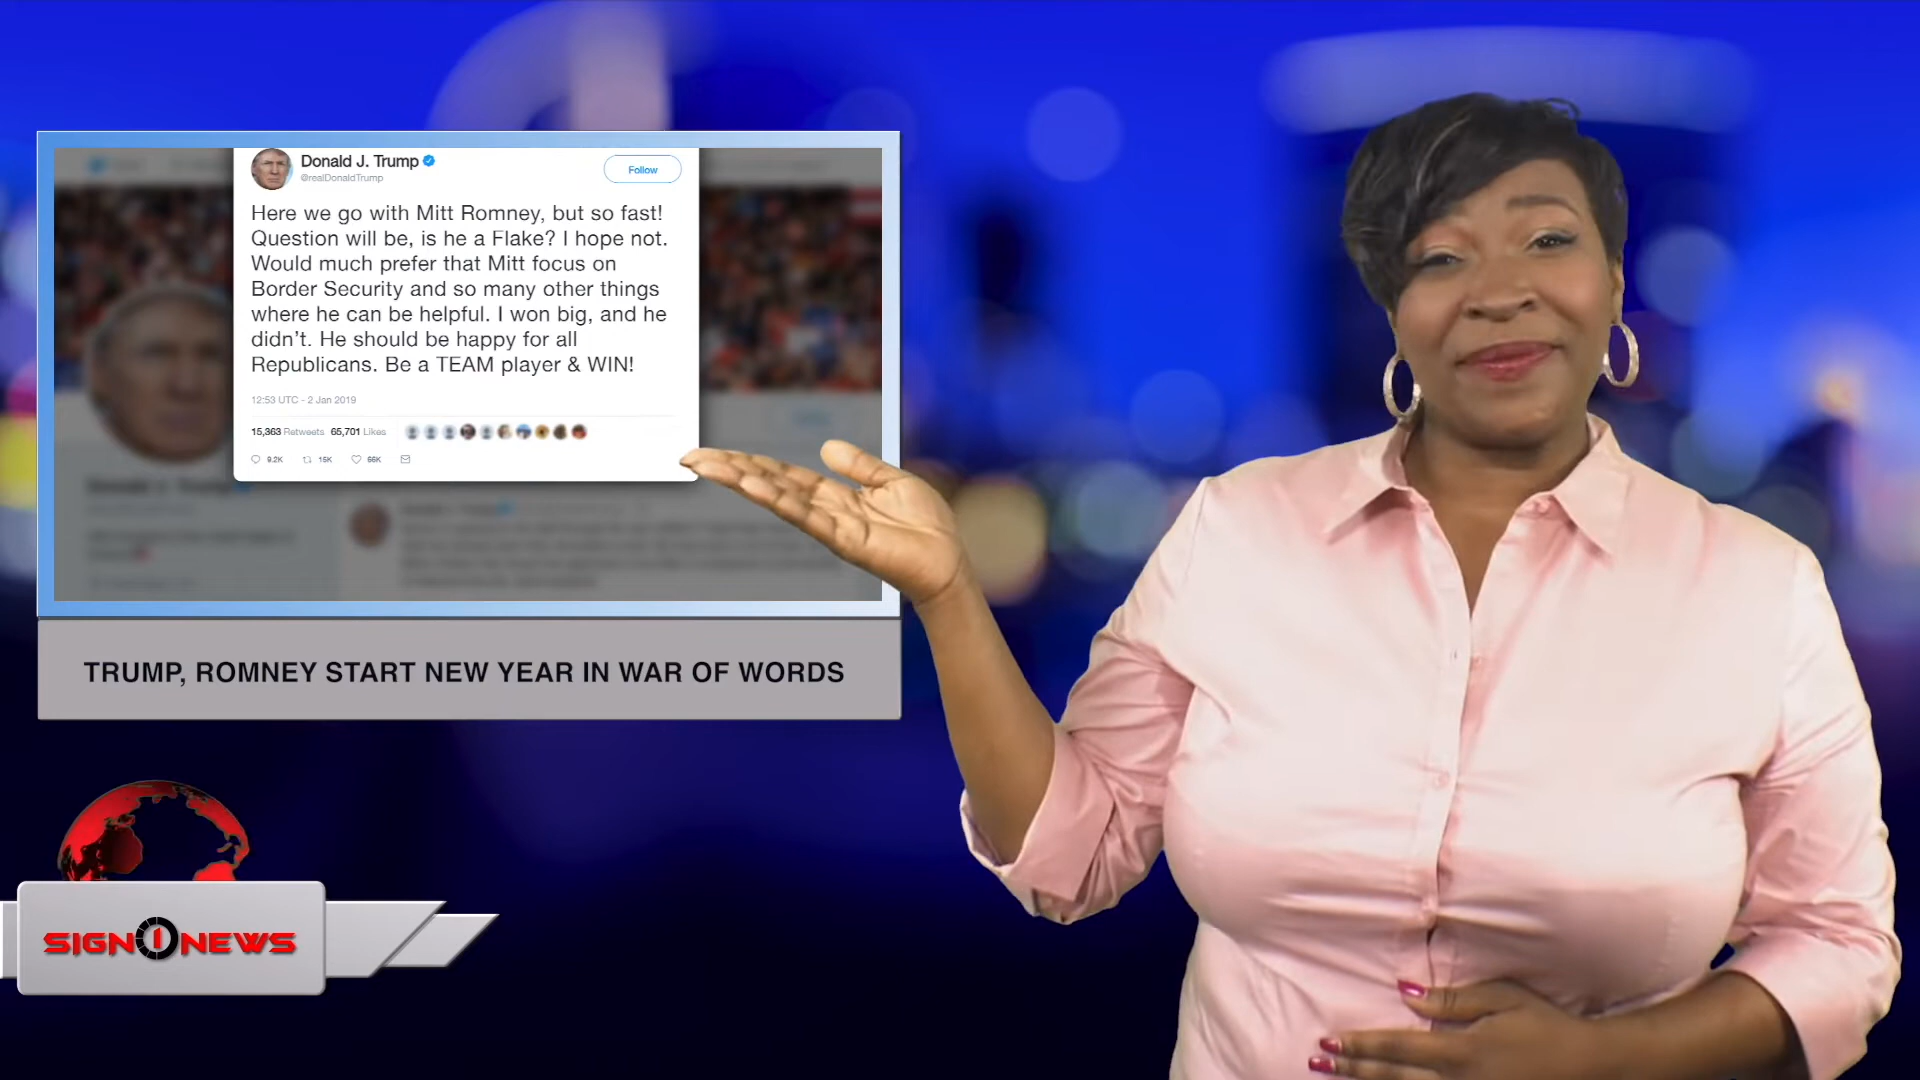 Donald J. Trump
@realDonaldTrump
Follow
Here we go with Mitt Romney, but so fast!
Question will be, is he a Flake? I hope not.
Would much prefer that Mitt focus on
Border Security and so many other things
where he can be helpful. I won big, and he
didn't. He should be happy for all
Republicans. Be a TEAM player & WIN!
12:53 UTC - 2 Jan 2019
15,363 Retweets 65,701 Likes
9.2K 15K 66K
TRUMP, ROMNEY START NEW YEAR IN WAR OF WORDS
SIGN1NEWS